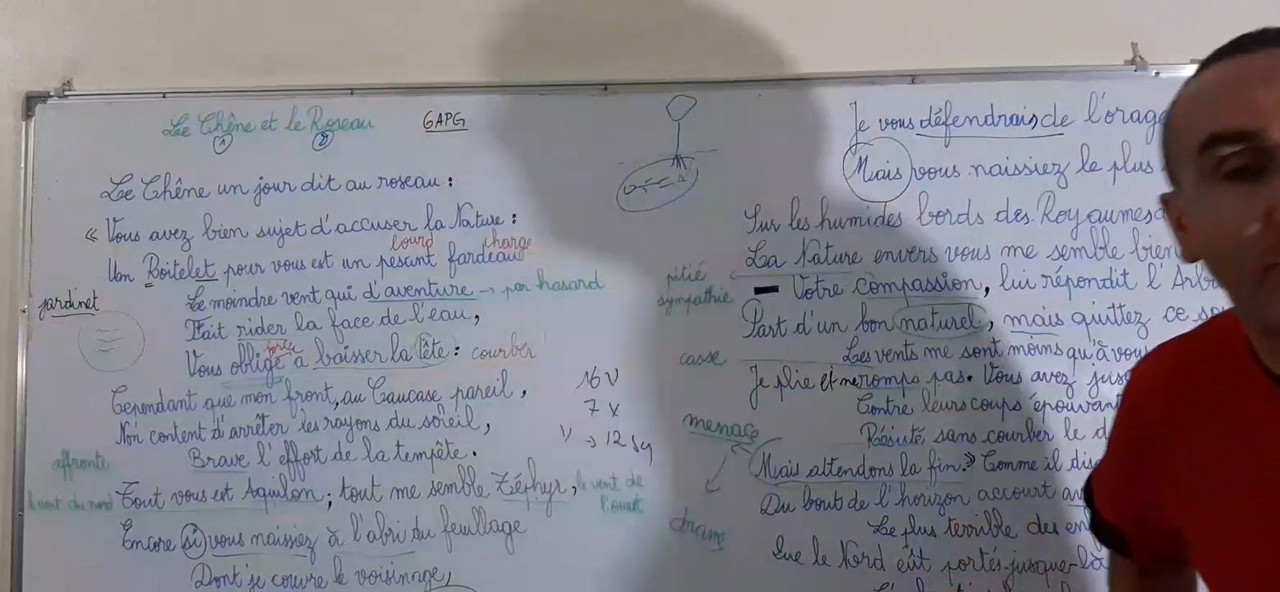 Le Chêne et le Roseau 6APG
1 2
Le Chêne un jour dit au roseau :
« Vous avez bien sujet d'accuser la Nature :
lourd charge
Un Roitelet pour vous est un pesant fardeau
Le moindre vent qui d'aventure → par hasard
jardinet
Fait rider la face de l'eau,
Vous oblige à baisser la tête : courber
Cependant que mon front, au Caucase pareil,
Non content d'arrêter les rayons du soleil,
Brave l'effort de la tempête.
affronte
le vent du nord Tout vous est Aquilon ; tout me semble Zéphyr, le vent de l'ouest
Encore si vous naissiez à l'abri du feuillage
Dont je couvre le voisinage,
16V
7 V
V → 12 sy
Je vous défendrais, de l'orage
Mais vous naissiez le plus
Sur les humides bords des Royaumes
La Nature envers vous me semble bien
pitié
sympathie
– Votre compassion, lui répondit l'Arb
Part d'un bon naturel, mais quittez ce so
Les vents me sont moins qu'à vou
casse
Je plie et ne romps pas. Vous avez jus
Contre leurs coups épouvant
Résisté sans courber le d
menace
Mais attendons la fin. » Comme il dis
Du bout de l'horizon accourt av
Le plus terrible des en
drame
Que le Nord eût portés jusque-là